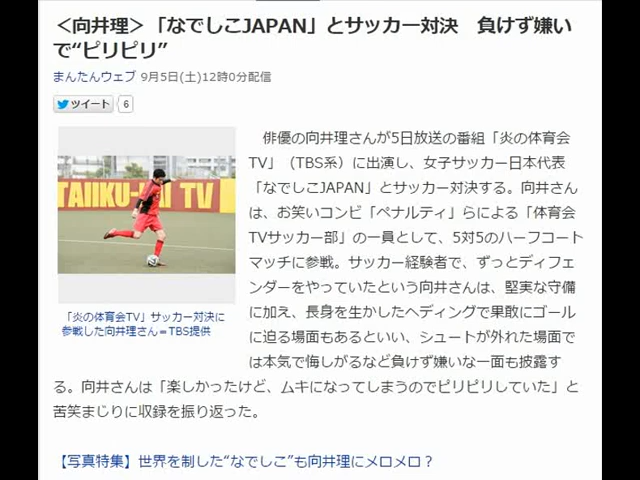 ＜向井理＞「なでしこJAPAN」とサッカー対決　負けず嫌い
で“ピリピリ”
まんたんウェブ 9月5日(土)12時0分配信
ツイート 6
TAIIKU-KAI TV
「炎の体育会TV」サッカー対決に
参戦した向井理さん＝TBS提供
俳優の向井理さんが5日放送の番組「炎の体育会
TV」（TBS系）に出演し、女子サッカー日本代表
「なでしこJAPAN」とサッカー対決する。向井さん
は、お笑いコンビ「ペナルティ」らによる「体育会
TVサッカー部」の一員として、5対5のハーフコート
マッチに参戦。サッカー経験者で、ずっとディフェ
ンダーをやっていたという向井さんは、堅実な守備
に加え、長身を生かしたヘディングで果敢にゴール
に迫る場面もあるといい、シュートが外れた場面で
は本気で悔しがるなど負けず嫌いな一面も披露す
る。向井さんは「楽しかったけど、ムキになってしまうのでピリピリしていた」と
苦笑まじりに収録を振り返った。
【写真特集】世界を制した“なでしこ”も向井理にメロメロ？